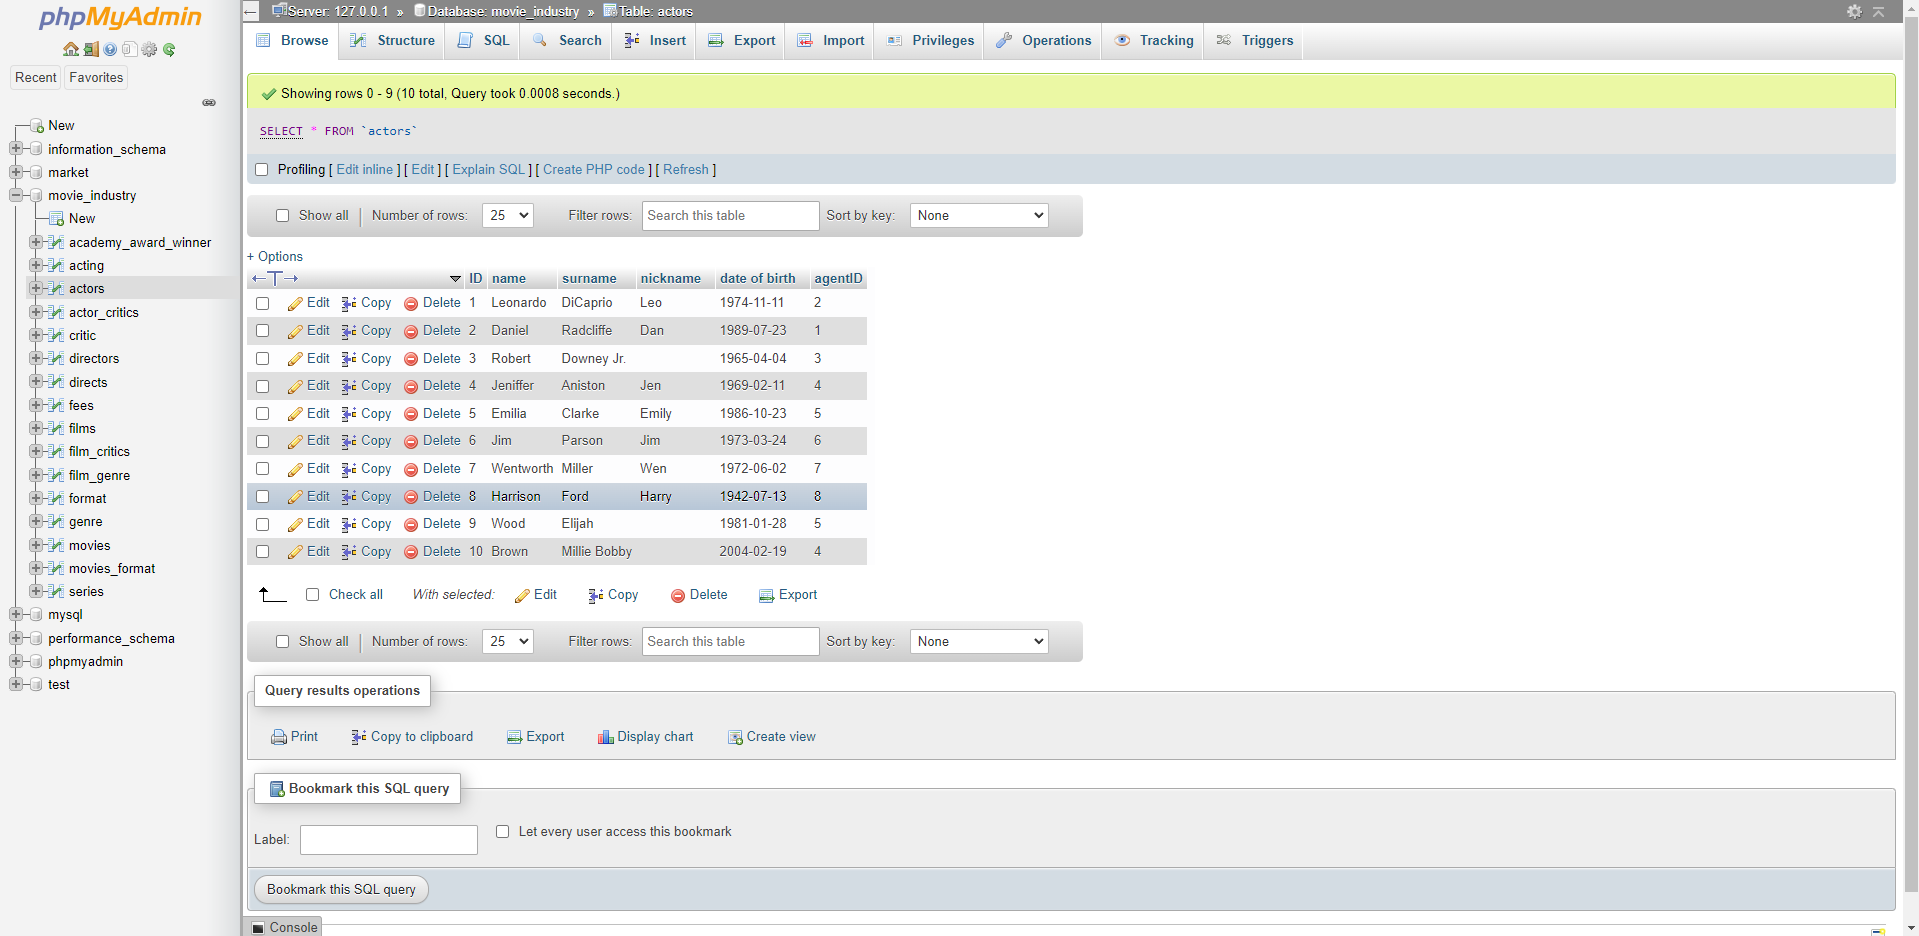 phpMyAdmin
Recent Favorites
New
information_schema
market
movie_industry
New
academy_award_winner
acting
actors
actor_critics
critic
directors
directs
fees
films
film_critics
film_genre
format
genre
movies
movies_format
series
mysql
performance_schema
phpmyadmin
test
Server: 127.0.0.1 » Database: movie_industry » Table: actors
Browse Structure SQL Search Insert Export Import Privileges Operations Tracking Triggers
Showing rows 0 - 9 (10 total, Query took 0.0008 seconds.)
SELECT * FROM `actors`
Profiling [ Edit inline ] [ Edit ] [ Explain SQL ] [ Create PHP code ] [ Refresh ]
Show all | Number of rows: 25 Filter rows: Search this table Sort by key: None
+ Options
←T→ ID name surname nickname date of birth agentID
Edit Copy Delete 1 Leonardo DiCaprio Leo 1974-11-11 2
Edit Copy Delete 2 Daniel Radcliffe Dan 1989-07-23 1
Edit Copy Delete 3 Robert Downey Jr. 1965-04-04 3
Edit Copy Delete 4 Jeniffer Aniston Jen 1969-02-11 4
Edit Copy Delete 5 Emilia Clarke Emily 1986-10-23 5
Edit Copy Delete 6 Jim Parson Jim 1973-03-24 6
Edit Copy Delete 7 Wentworth Miller Wen 1972-06-02 7
Edit Copy Delete 8 Harrison Ford Harry 1942-07-13 8
Edit Copy Delete 9 Wood Elijah 1981-01-28 5
Edit Copy Delete 10 Brown Millie Bobby 2004-02-19 4
Check all With selected: Edit Copy Delete Export
Show all | Number of rows: 25 Filter rows: Search this table Sort by key: None
Query results operations
Print Copy to clipboard Export Display chart Create view
Bookmark this SQL query
Label: Let every user access this bookmark
Bookmark this SQL query
Console